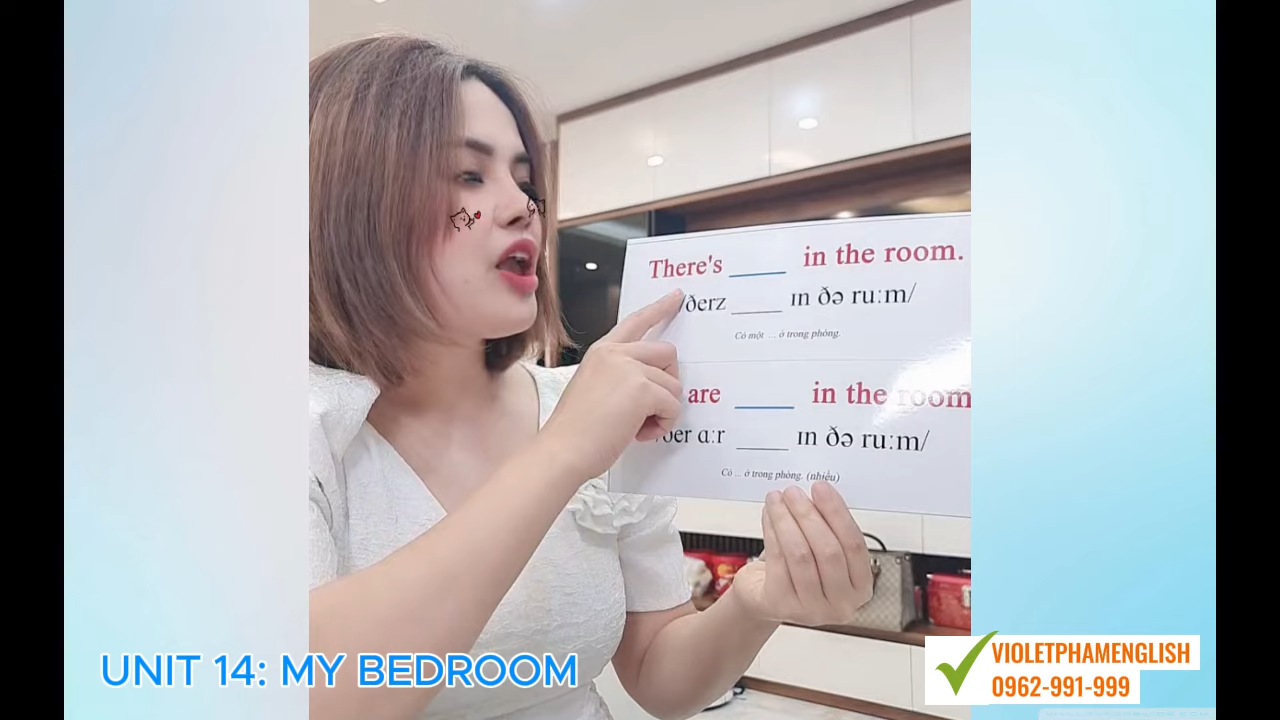 There's _____ in the room.
/ðerz _____ ɪn ðə ruːm/
Có một ... ở trong phòng.
are _____ in the room
ðer ɑːr _____ ɪn ðə ruːm/
Có ... ở trong phòng. (nhiều)
UNIT 14: MY BEDROOM
VIOLETPHAMENGLISH
0962-991-999